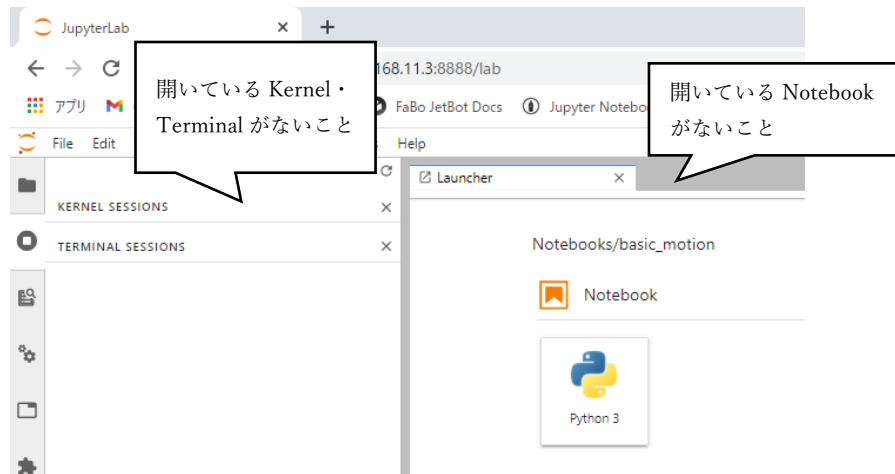 JupyterLab
開いている Kernel・
Terminal がないこと
168.11.3:8888/lab
開いている Notebook
がないこと
アプリ
FaBo JetBot Docs
Jupyter Notebo
File Edit
Help
Launcher
KERNEL SESSIONS
TERMINAL SESSIONS
Notebooks/basic_motion
Notebook
Python 3